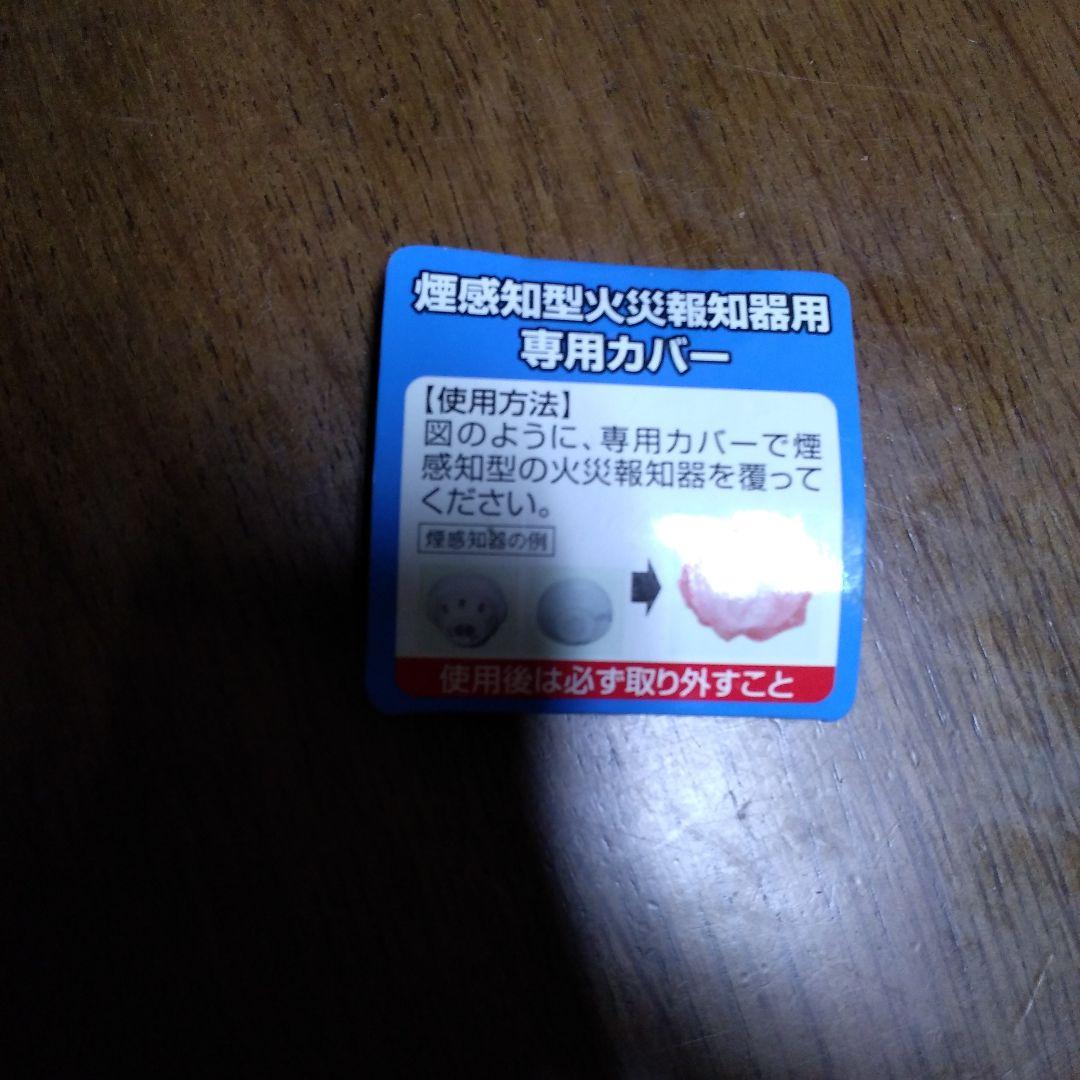 煙感知型火災報知器用
専用カバー
【使用方法】
図のように、専用カバーで煙
感知型の火災報知器を覆って
ください。
煙感知器の例
使用後は必ず取り外すこと